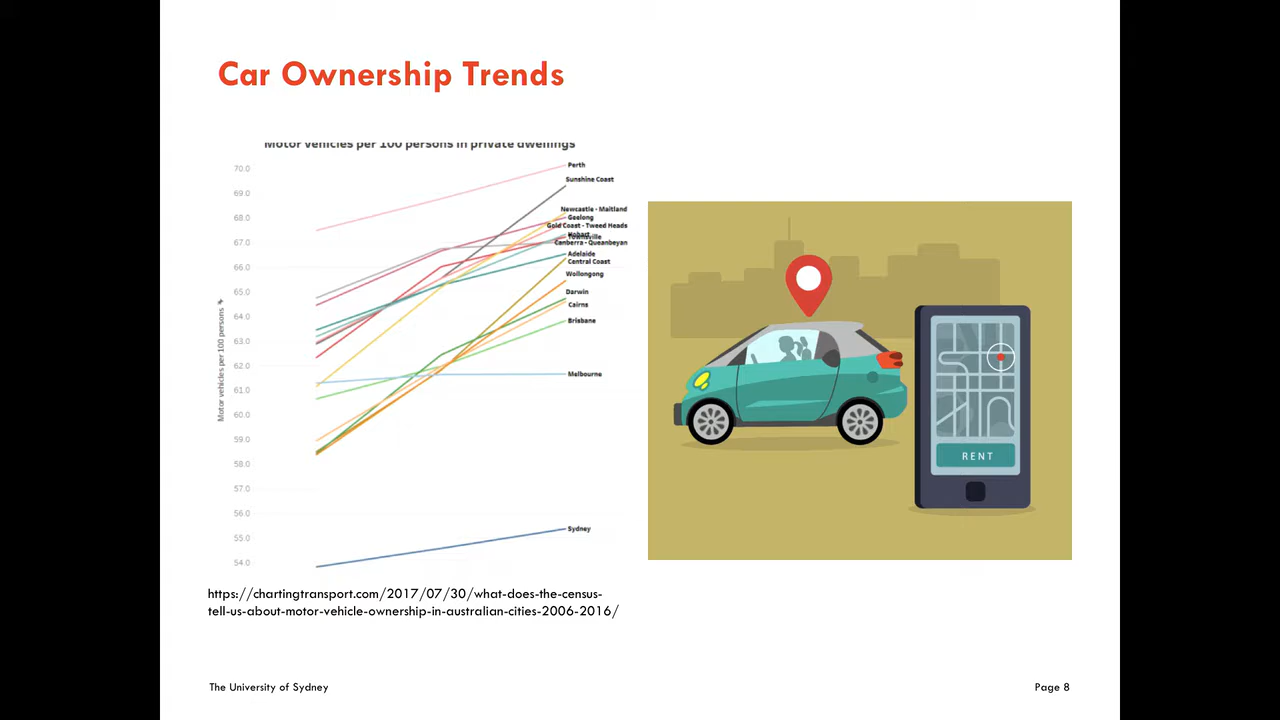 Car Ownership Trends
Motor vehicles per 100 persons in private dwellings
70.0
69.0
68.0
67.0
66.0
65.0
64.0
63.0
62.0
61.0
60.0
59.0
58.0
57.0
56.0
55.0
54.0
Motor vehicles per 100 persons
Perth
Sunshine Coast
Newcastle - Maitland
Geelong
Gold Coast - Tweed Heads
Hobart
Townsville
Canberra - Queanbeyan
Adelaide
Central Coast
Wollongong
Darwin
Cairns
Brisbane
Melbourne
Sydney
RENT
https://chartingtransport.com/2017/07/30/what-does-the-census-
tell-us-about-motor-vehicle-ownership-in-australian-cities-2006-2016/
The University of Sydney
Page 8